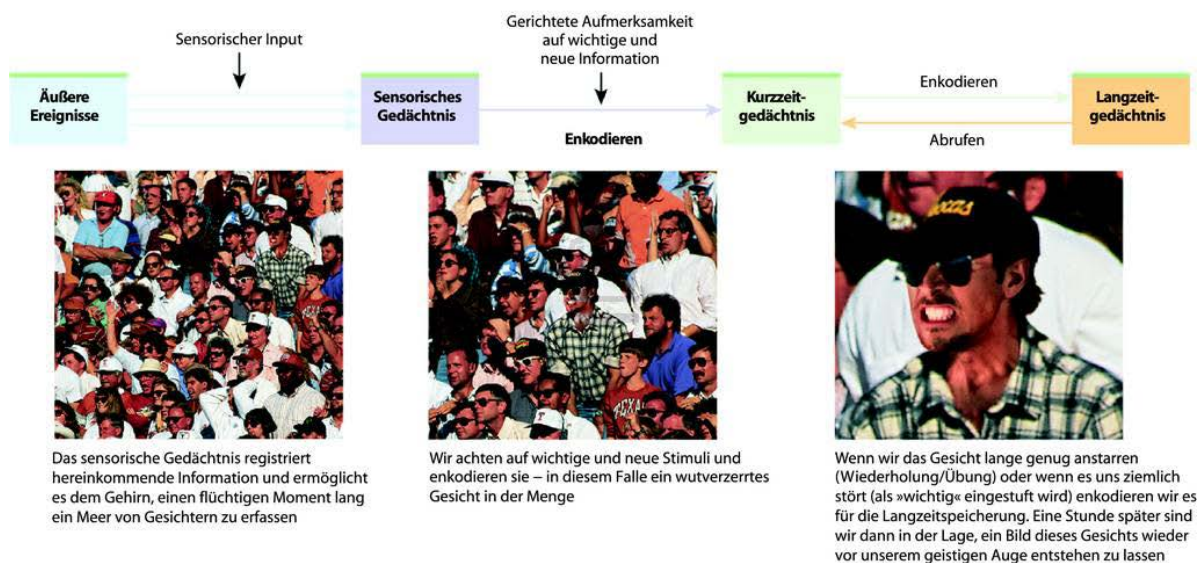 Sensorischer Input
Gerichtete Aufmerksamkeit
auf wichtige und
neue Information
Äußere
Ereignisse
Sensorisches
Gedächtnis
Enkodieren
Kurzzeit-
gedächtnis
Enkodieren
Abrufen
Langzeit-
gedächtnis
TEXAS
Das sensorische Gedächtnis registriert
hereinkommende Information und ermöglicht
es dem Gehirn, einen flüchtigen Moment lang
ein Meer von Gesichtern zu erfassen
Wir achten auf wichtige und neue Stimuli und
enkodieren sie – in diesem Falle ein wutverzerrtes
Gesicht in der Menge
Wenn wir das Gesicht lange genug anstarren
(Wiederholung/Übung) oder wenn es uns ziemlich
stört (als »wichtig« eingestuft wird) enkodieren wir es
für die Langzeitspeicherung. Eine Stunde später sind
wir dann in der Lage, ein Bild dieses Gesichts wieder
vor unserem geistigen Auge entstehen zu lassen